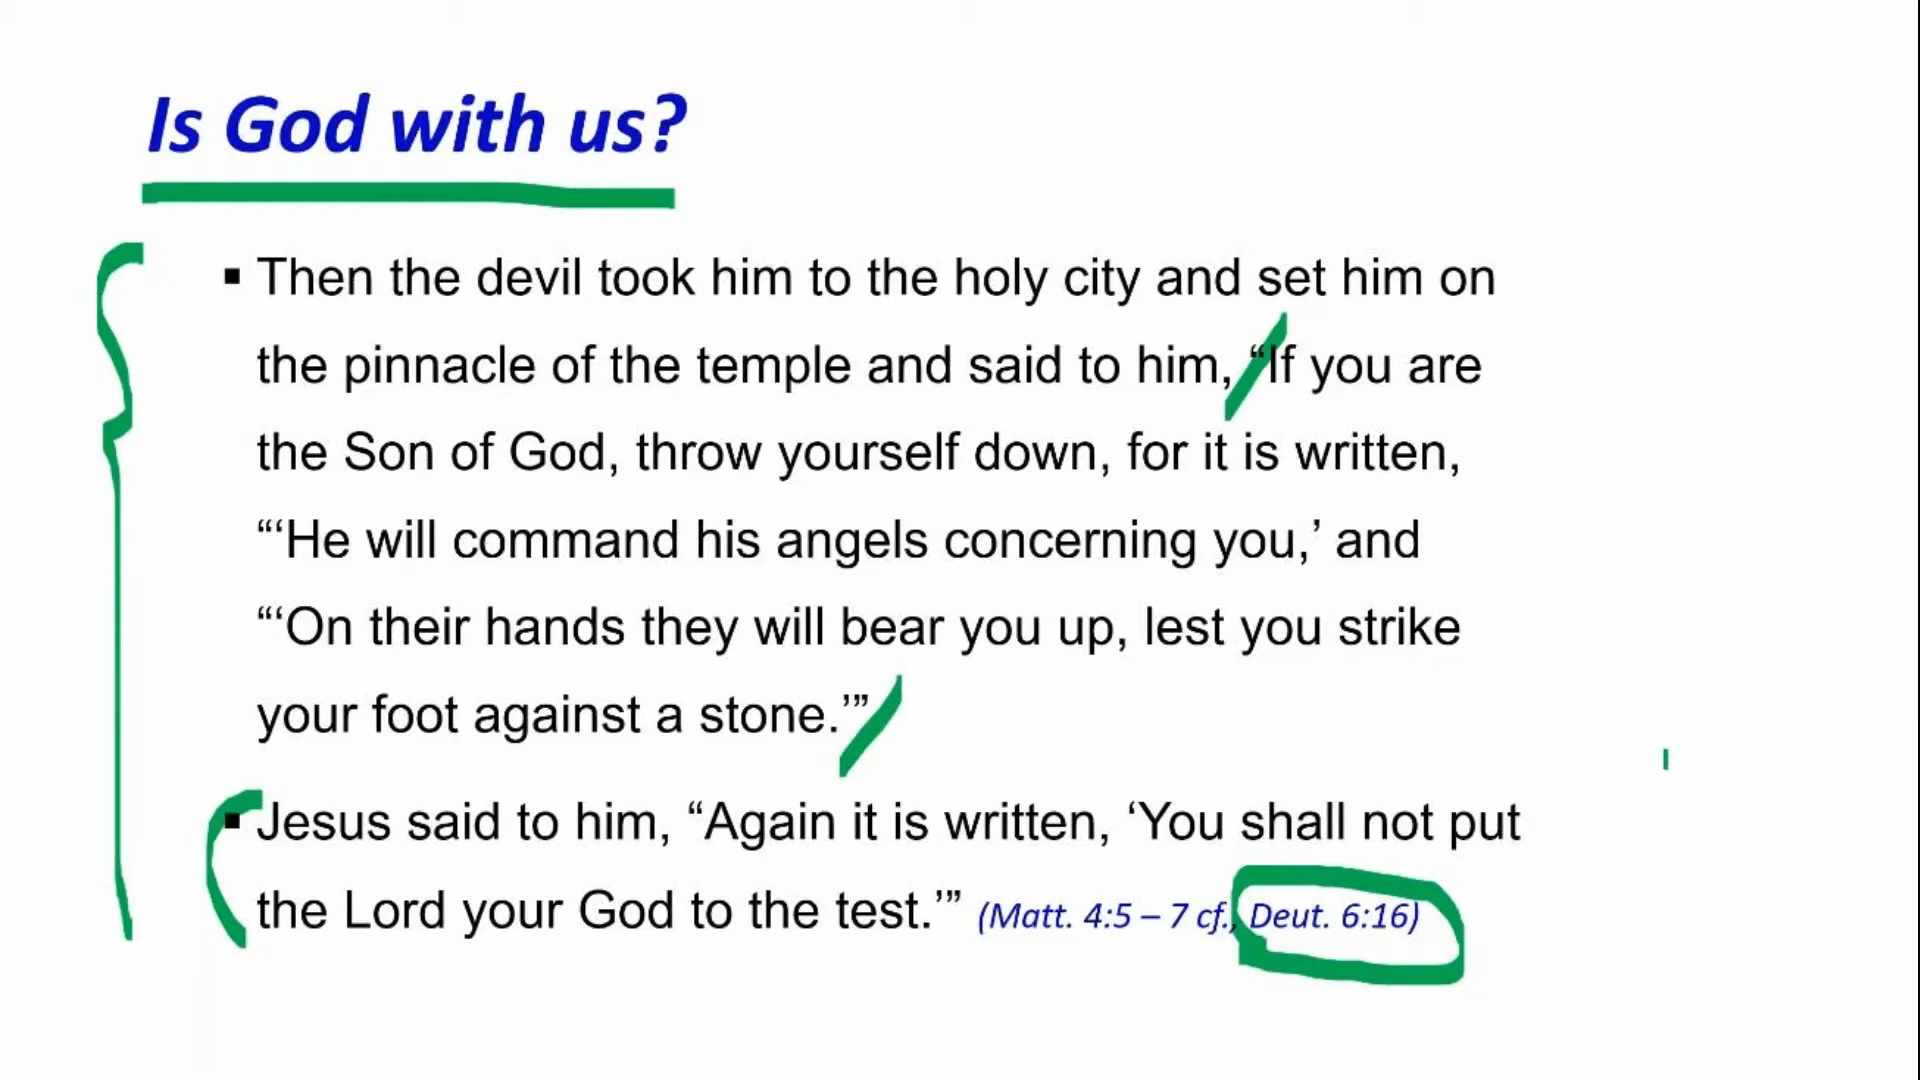 Is God with us?
▪ Then the devil took him to the holy city and set him on
the pinnacle of the temple and said to him, “If you are
the Son of God, throw yourself down, for it is written,
“‘He will command his angels concerning you,’ and
“‘On their hands they will bear you up, lest you strike
your foot against a stone.’”
▪ Jesus said to him, “Again it is written, ‘You shall not put
the Lord your God to the test.’” (Matt. 4:5 – 7 cf., Deut. 6:16)